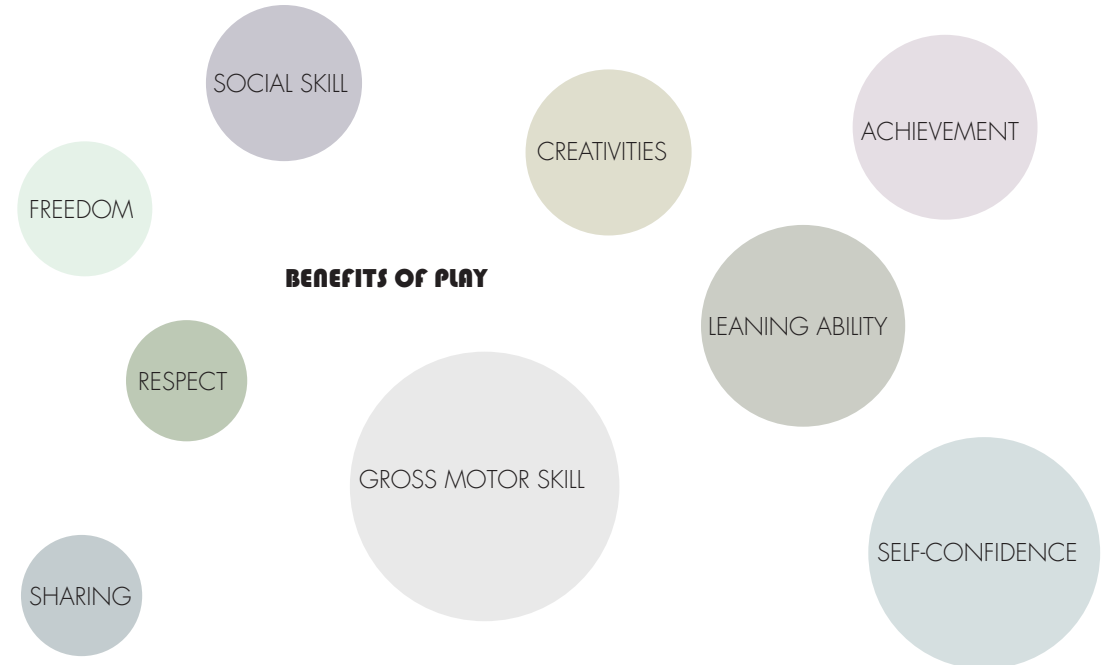 SOCIAL SKILL
CREATIVITIES
ACHIEVEMENT
FREEDOM
BENEFITS OF PLAY
LEANING ABILITY
RESPECT
GROSS MOTOR SKILL
SELF-CONFIDENCE
SHARING